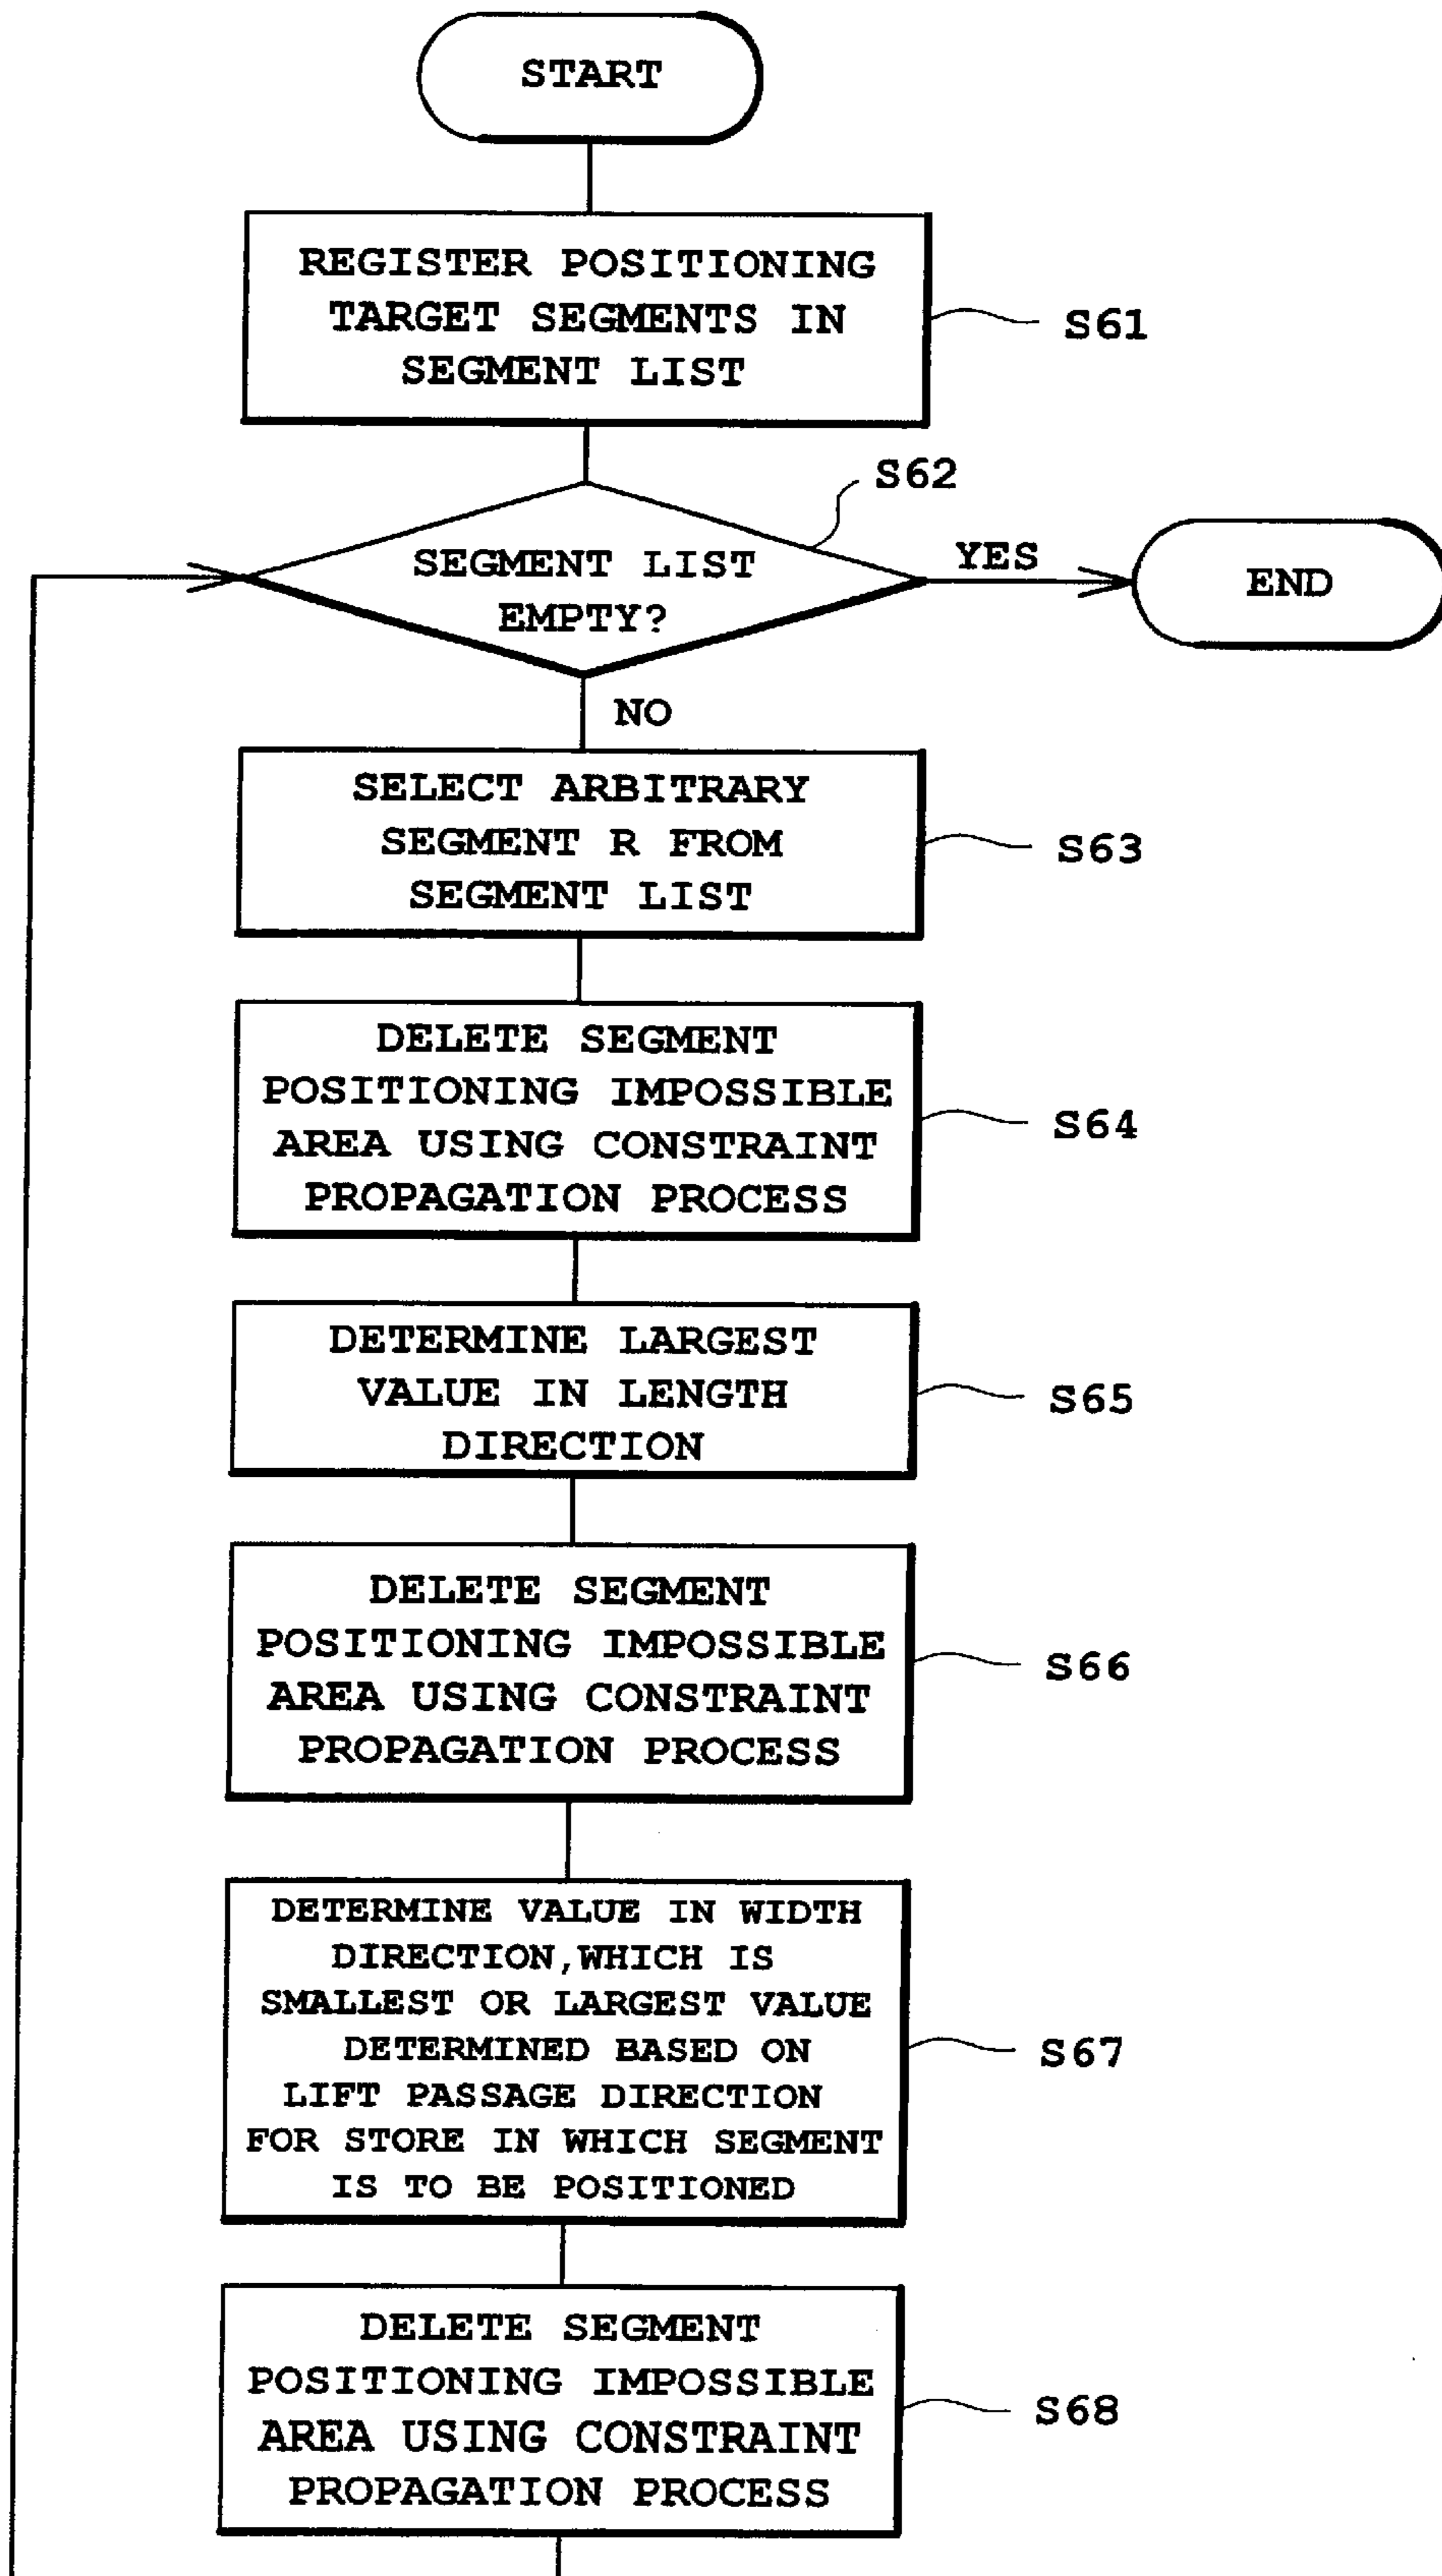 START
REGISTER POSITIONING
TARGET SEGMENTS IN
SEGMENT LIST
S61
S62
SEGMENT LIST
EMPTY?
YES
END
NO
SELECT ARBITRARY
SEGMENT R FROM
SEGMENT LIST
S63
DELETE SEGMENT
POSITIONING IMPOSSIBLE
AREA USING CONSTRAINT
PROPAGATION PROCESS
S64
DETERMINE LARGEST
VALUE IN LENGTH
DIRECTION
S65
DELETE SEGMENT
POSITIONING IMPOSSIBLE
AREA USING CONSTRAINT
PROPAGATION PROCESS
S66
DETERMINE VALUE IN WIDTH
DIRECTION,WHICH IS
SMALLEST OR LARGEST VALUE
DETERMINED BASED ON
LIFT PASSAGE DIRECTION
FOR STORE IN WHICH SEGMENT
IS TO BE POSITIONED
S67
DELETE SEGMENT
POSITIONING IMPOSSIBLE
AREA USING CONSTRAINT
PROPAGATION PROCESS
S68